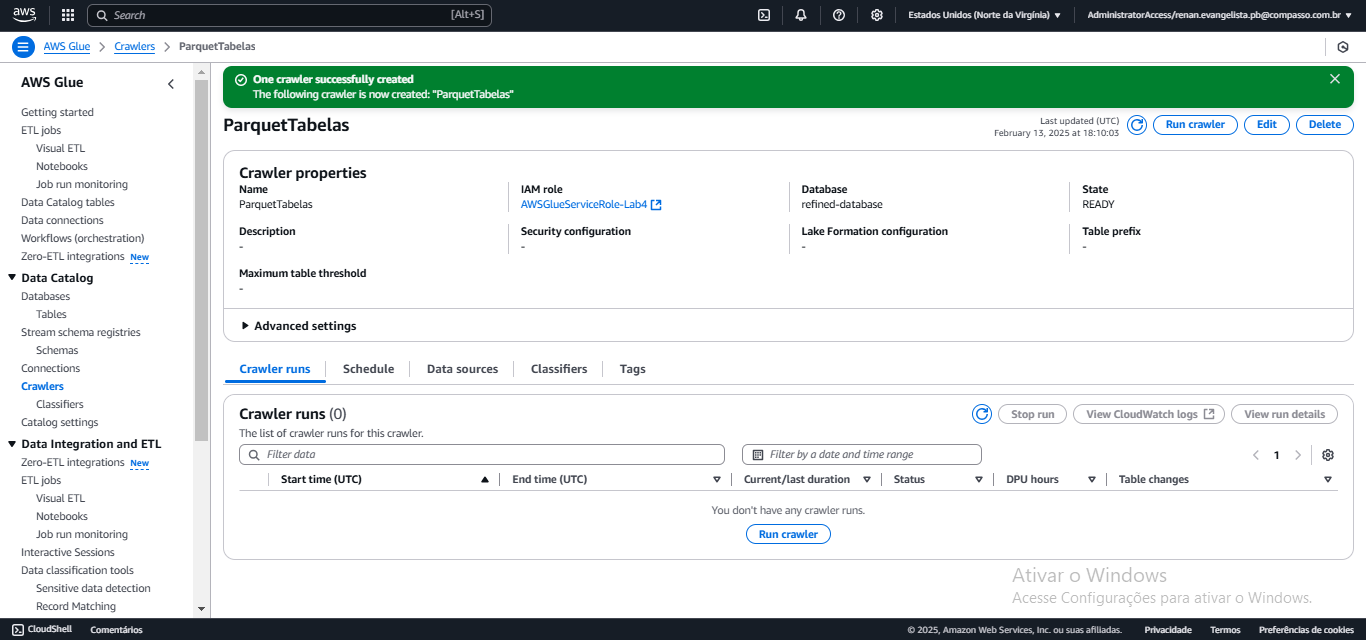 aws
Search [Alt+S]
Estados Unidos (Norte da Virgínia)
AdministratorAccess/renan.evangelista.pb@compasso.com.br
AWS Glue > Crawlers > ParquetTabelas
AWS Glue
Getting started
ETL jobs
Visual ETL
Notebooks
Job run monitoring
Data Catalog tables
Data connections
Workflows (orchestration)
Zero-ETL integrations New
Data Catalog
Databases
Tables
Stream schema registries
Schemas
Connections
Crawlers
Classifiers
Catalog settings
Data Integration and ETL
Zero-ETL integrations New
ETL jobs
Visual ETL
Notebooks
Job run monitoring
Interactive Sessions
Data classification tools
Sensitive data detection
Record Matching
One crawler successfully created
The following crawler is now created: "ParquetTabelas"
ParquetTabelas
Last updated (UTC)
February 13, 2025 at 18:10:03
Run crawler Edit Delete
Crawler properties
Name
ParquetTabelas
IAM role
AWSGlueServiceRole-Lab4
Database
refined-database
State
READY
Description
-
Security configuration
-
Lake Formation configuration
-
Table prefix
-
Maximum table threshold
-
Advanced settings
Crawler runs Schedule Data sources Classifiers Tags
Crawler runs (0)
The list of crawler runs for this crawler.
Stop run View CloudWatch logs View run details
Filter data Filter by a date and time range 1
Start time (UTC) End time (UTC) Current/last duration Status DPU hours Table changes
You don't have any crawler runs.
Run crawler
Ativar o Windows
Acesse Configurações para ativar o Windows.
CloudShell Comentários © 2025, Amazon Web Services, Inc. ou suas afiliadas. Privacidade Termos Preferências de cookies